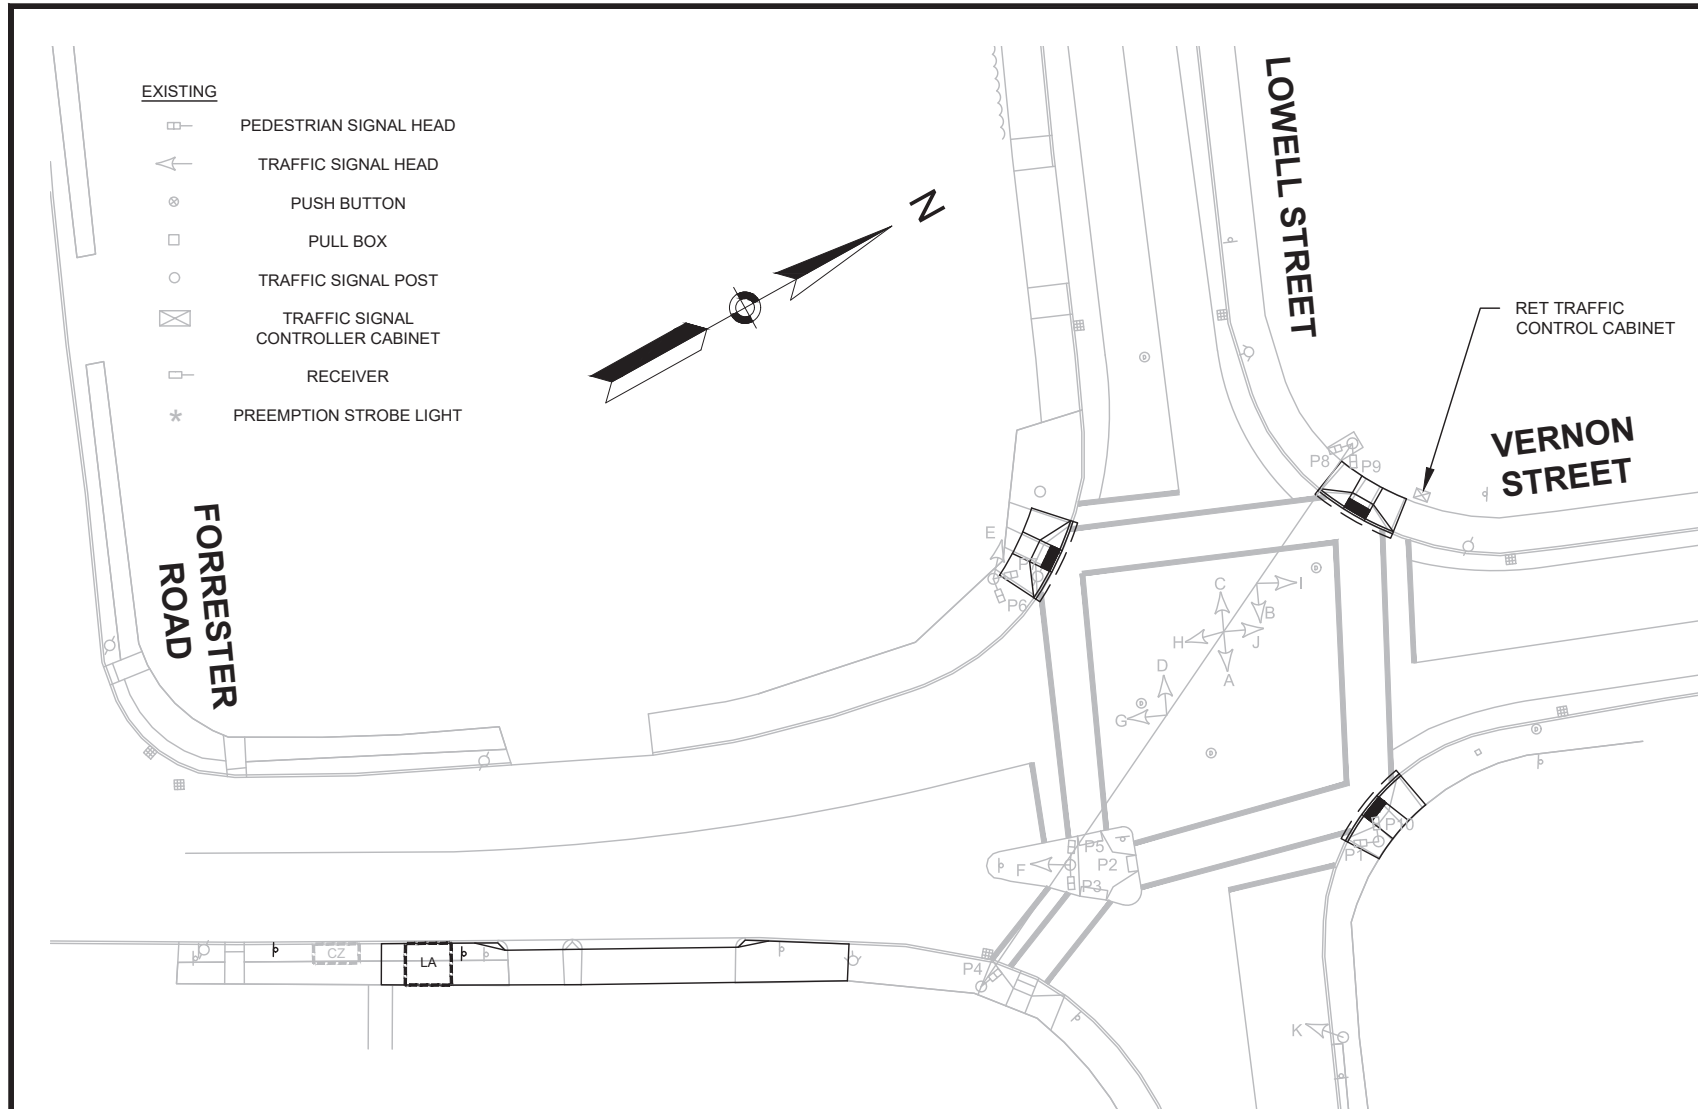 EXISTING
PEDESTRIAN SIGNAL HEAD
TRAFFIC SIGNAL HEAD
PUSH BUTTON
PULL BOX
TRAFFIC SIGNAL POST
TRAFFIC SIGNAL
CONTROLLER CABINET
RECEIVER
PREEMPTION STROBE LIGHT
N
LOWELL STREET
RET TRAFFIC
CONTROL CABINET
VERNON
STREET
FORRESTER
ROAD
P8
P9
E
P6
C
I
B
H
J
D
A
G
P10
P1
P5
F
P2
P3
CZ
LA
P4
K